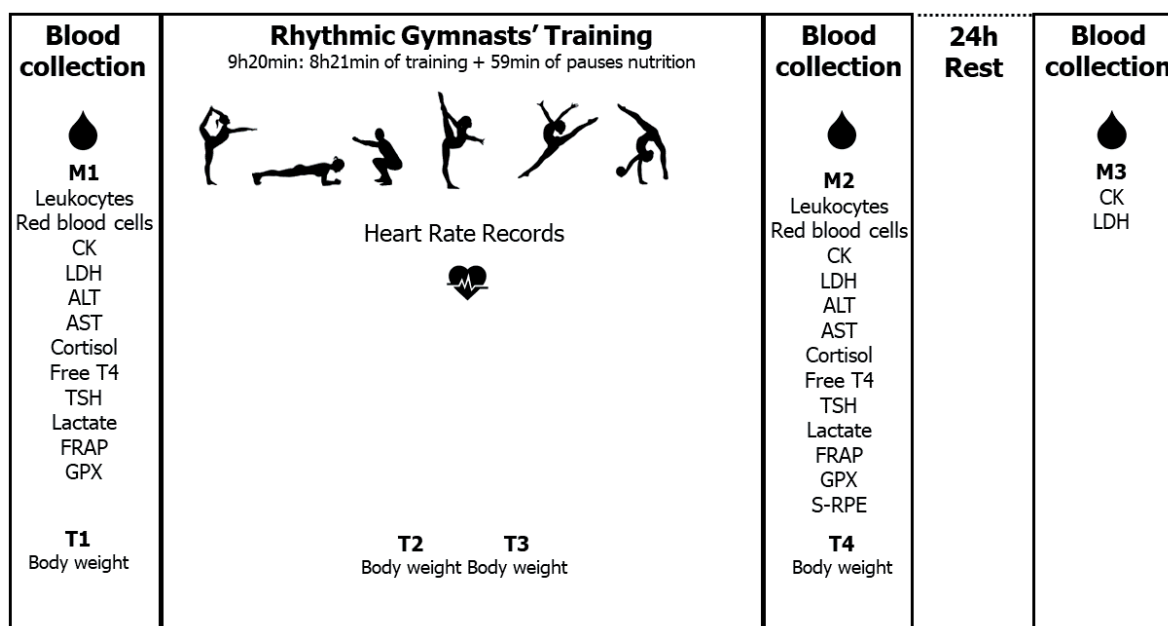 Blood
collection
M1
Leukocytes
Red blood cells
CK
LDH
ALT
AST
Cortisol
Free T4
TSH
Lactate
FRAP
GPX
T1
Body weight
Rhythmic Gymnasts’ Training
9h20min: 8h21min of training + 59min of pauses nutrition
Heart Rate Records
T2
Body weight
T3
Body weight
Blood
collection
M2
Leukocytes
Red blood cells
CK
LDH
ALT
AST
Cortisol
Free T4
TSH
Lactate
FRAP
GPX
S-RPE
T4
Body weight
24h
Rest
Blood
collection
M3
CK
LDH